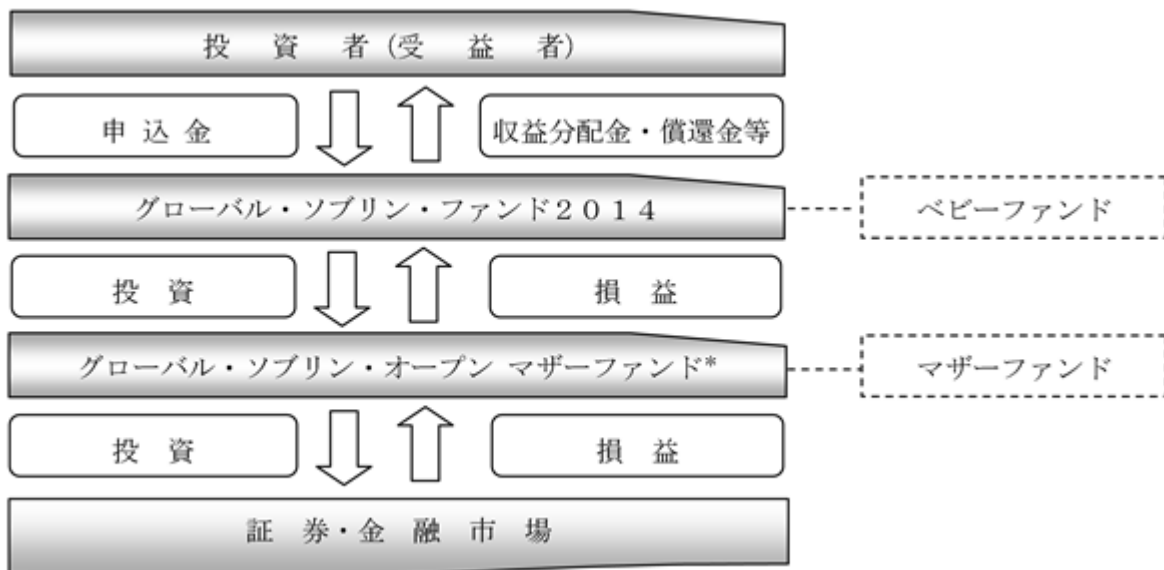 投資者(受益者)
申込金
収益分配金・償還金等
グローバル・ソブリン・ファンド2014
ベビーファンド
投資
損益
グローバル・ソブリン・オープン マザーファンド*
マザーファンド
投資
損益
証券・金融市場